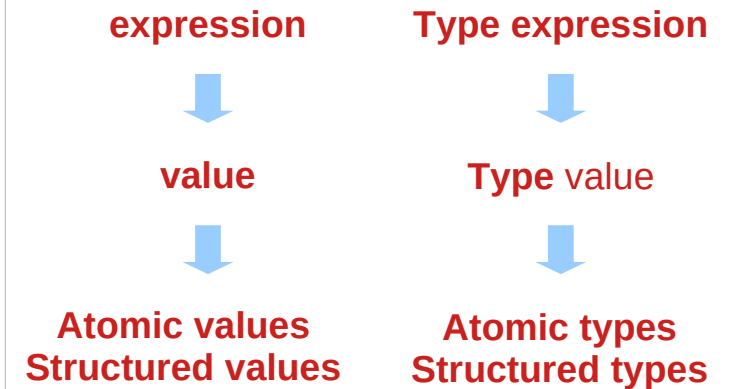 expression
Type expression
value
Type value
Atomic values
Structured values
Atomic types
Structured types